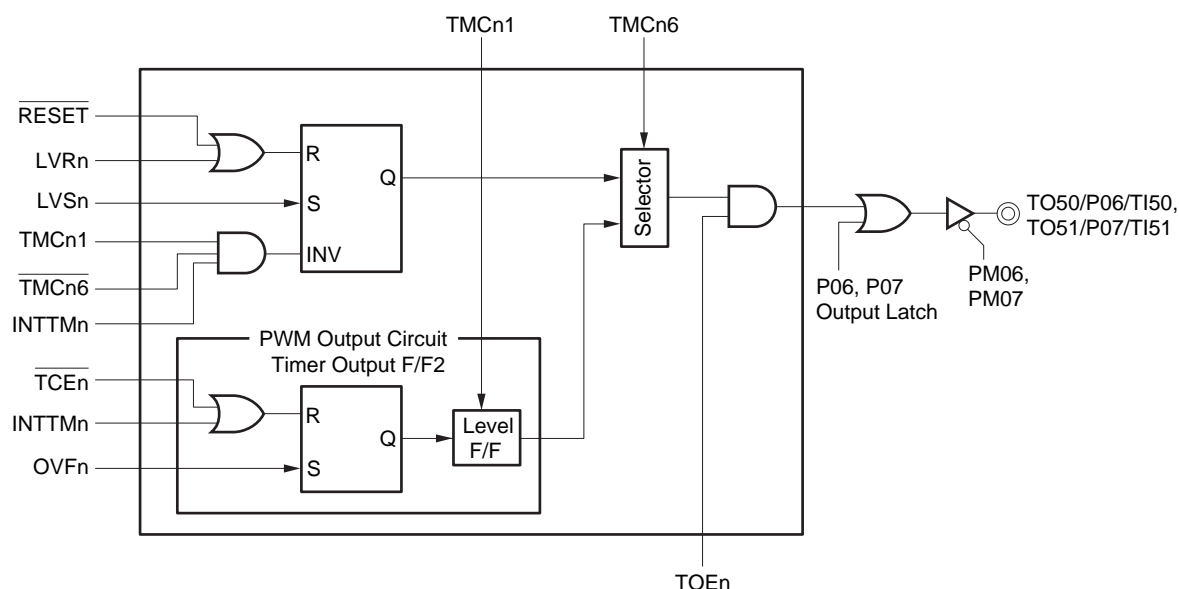 TMCn1
TMCn6
RESET
LVRn
LVSn
TMCn1
TMCn6
INTTMn
R
S
INV
Q
Selector
TO50/P06/TI50,
TO51/P07/TI51
P06, P07
Output Latch
PM06,
PM07
PWM Output Circuit
Timer Output F/F2
TCEn
INTTMn
OVFn
R
S
Q
Level
F/F
TOEn